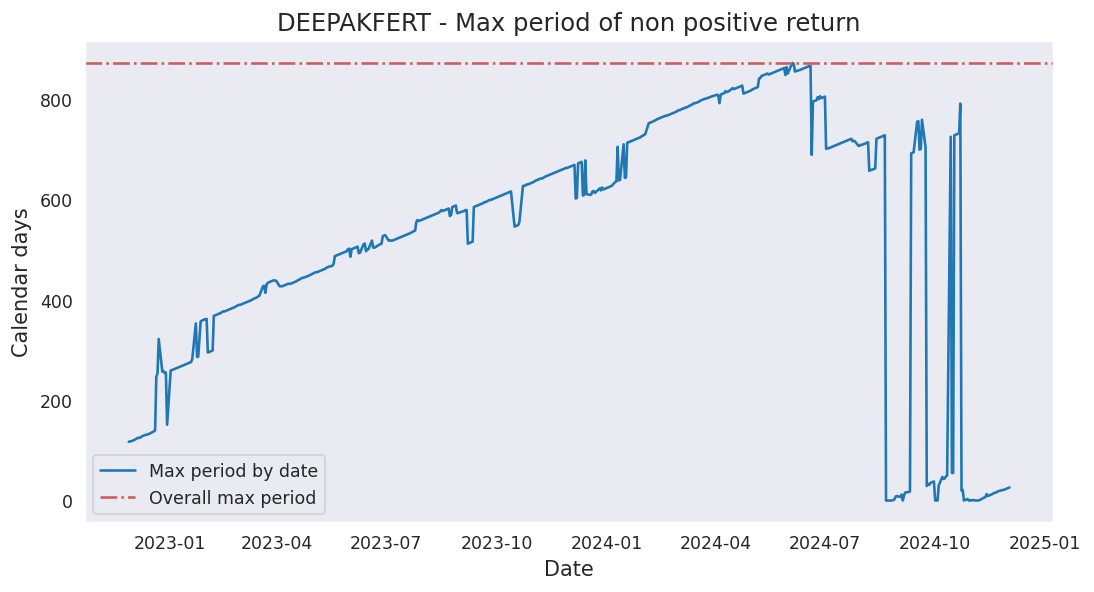 DEEPAKFERT - Max period of non positive return
Calendar days
800
600
400
200
0
Max period by date
Overall max period
2023-01 2023-04 2023-07 2023-10 2024-01 2024-04 2024-07 2024-10 2025-01
Date